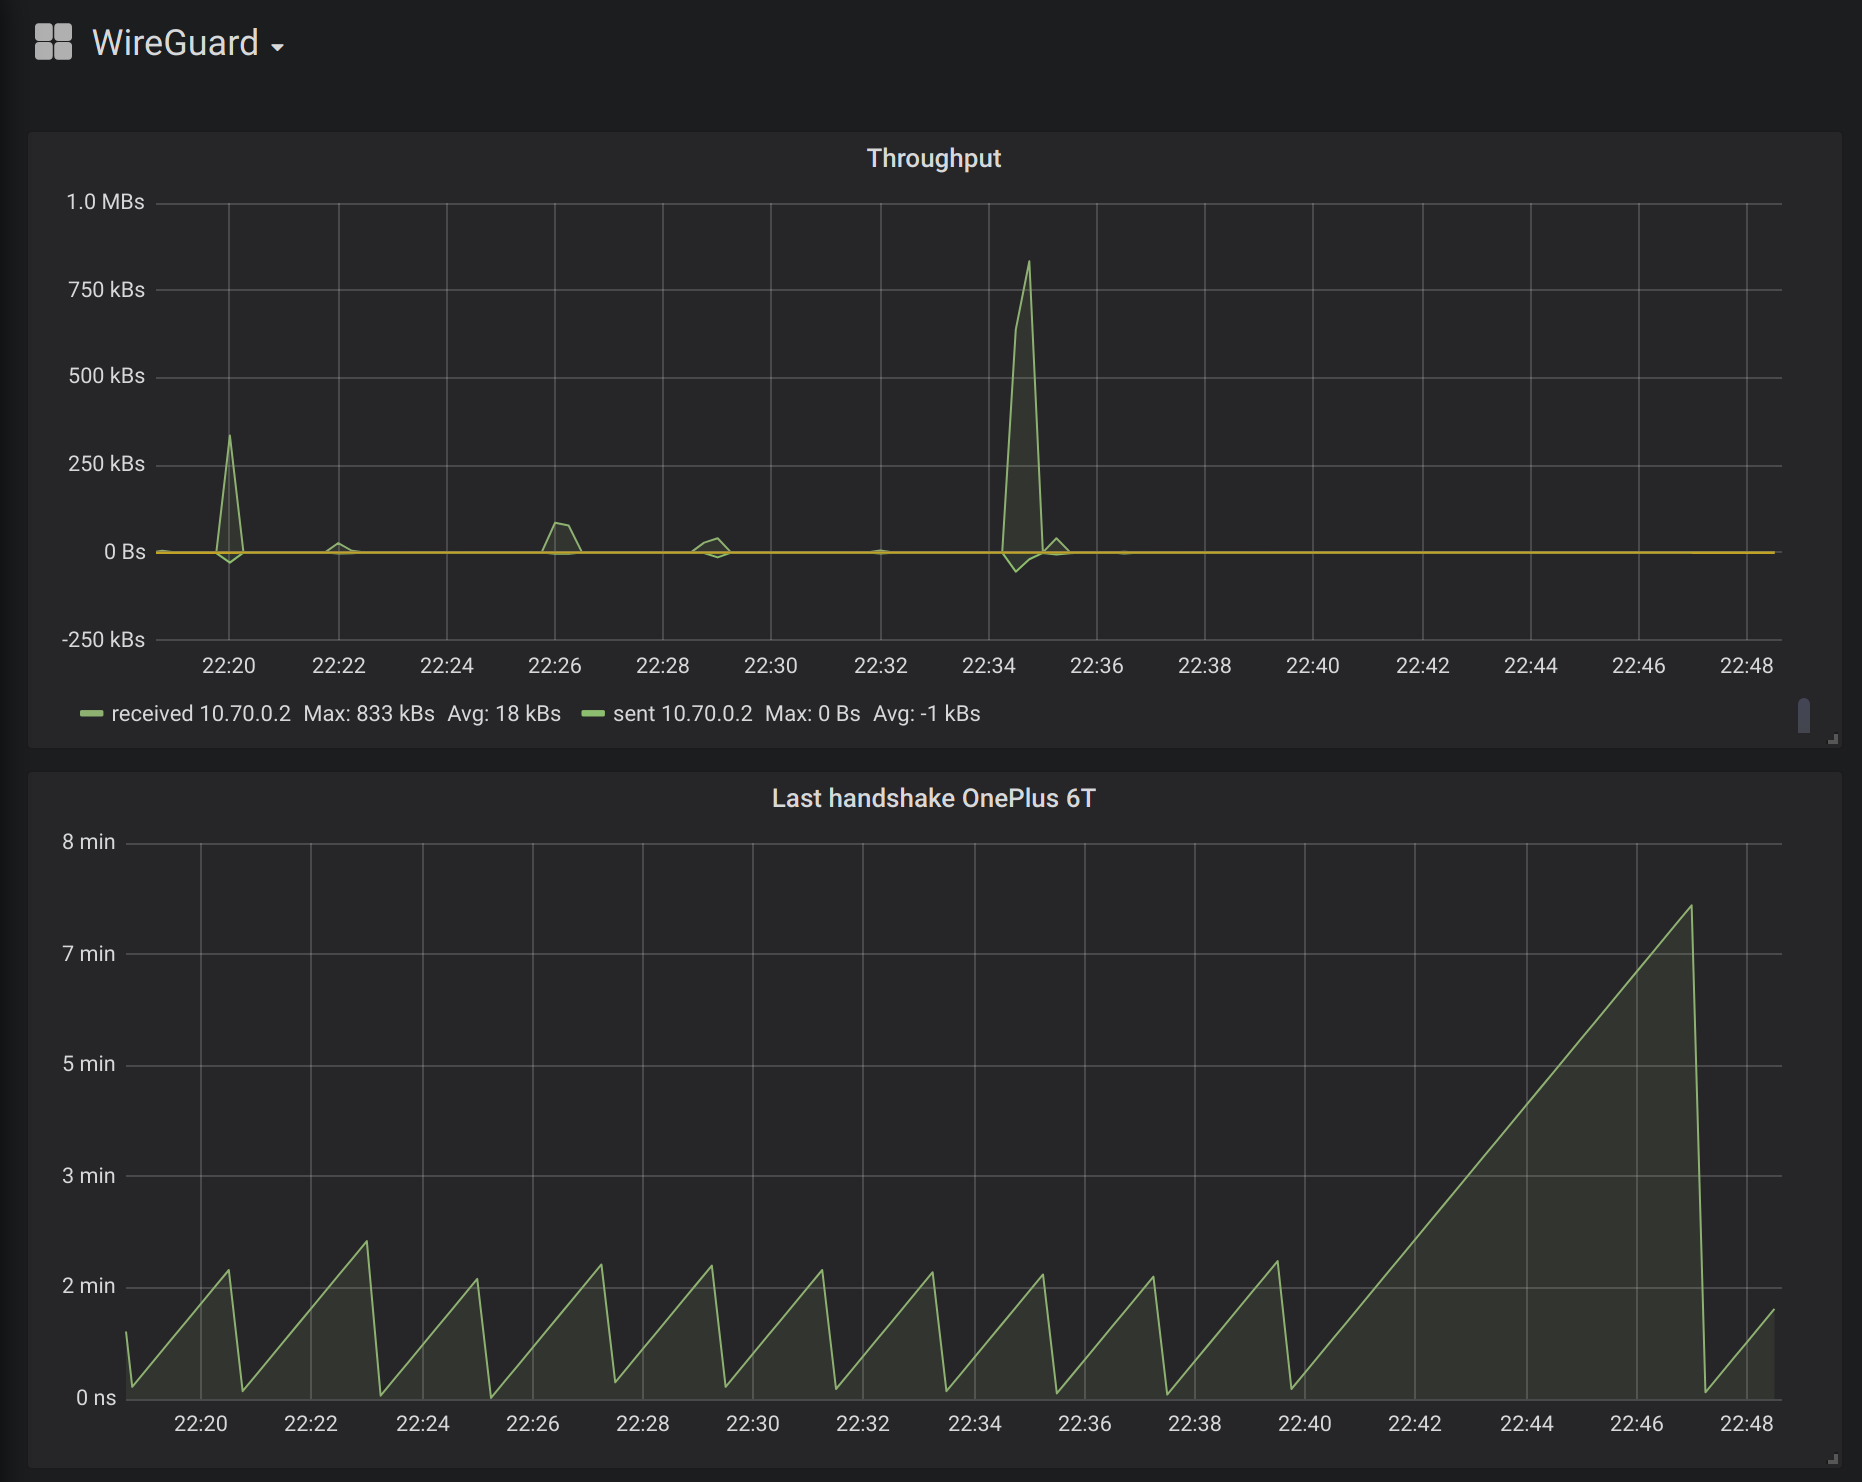 WireGuard
Throughput
1.0 MBs
750 kBs
500 kBs
250 kBs
0 Bs
-250 kBs
22:20 22:22 22:24 22:26 22:28 22:30 22:32 22:34 22:36 22:38 22:40 22:42 22:44 22:46 22:48
received 10.70.0.2 Max: 833 kBs Avg: 18 kBs sent 10.70.0.2 Max: 0 Bs Avg: -1 kBs
Last handshake OnePlus 6T
8 min
7 min
5 min
3 min
2 min
0 ns
22:20 22:22 22:24 22:26 22:28 22:30 22:32 22:34 22:36 22:38 22:40 22:42 22:44 22:46 22:48